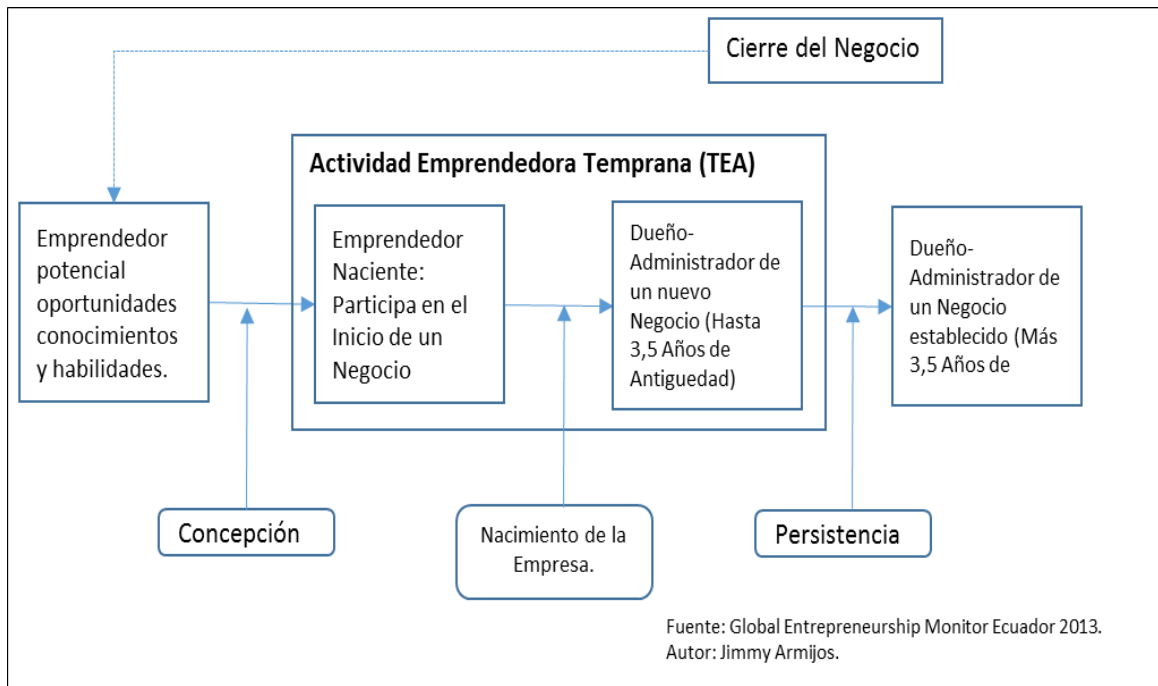 Cierre del Negocio
Actividad Emprendedora Temprana (TEA)
Emprendedor
potencial
oportunidades
conocimientos
y habilidades.
Emprendedor
Naciente:
Participa en el
Inicio de un
Negocio
Dueño-
Administrador de
un nuevo
Negocio (Hasta
3,5 Años de
Antiguedad)
Dueño-
Administrador de
un Negocio
establecido (Más
3,5 Años de
Concepción
Nacimiento de la
Empresa.
Persistencia
Fuente: Global Entrepreneurship Monitor Ecuador 2013.
Autor: Jimmy Armijos.